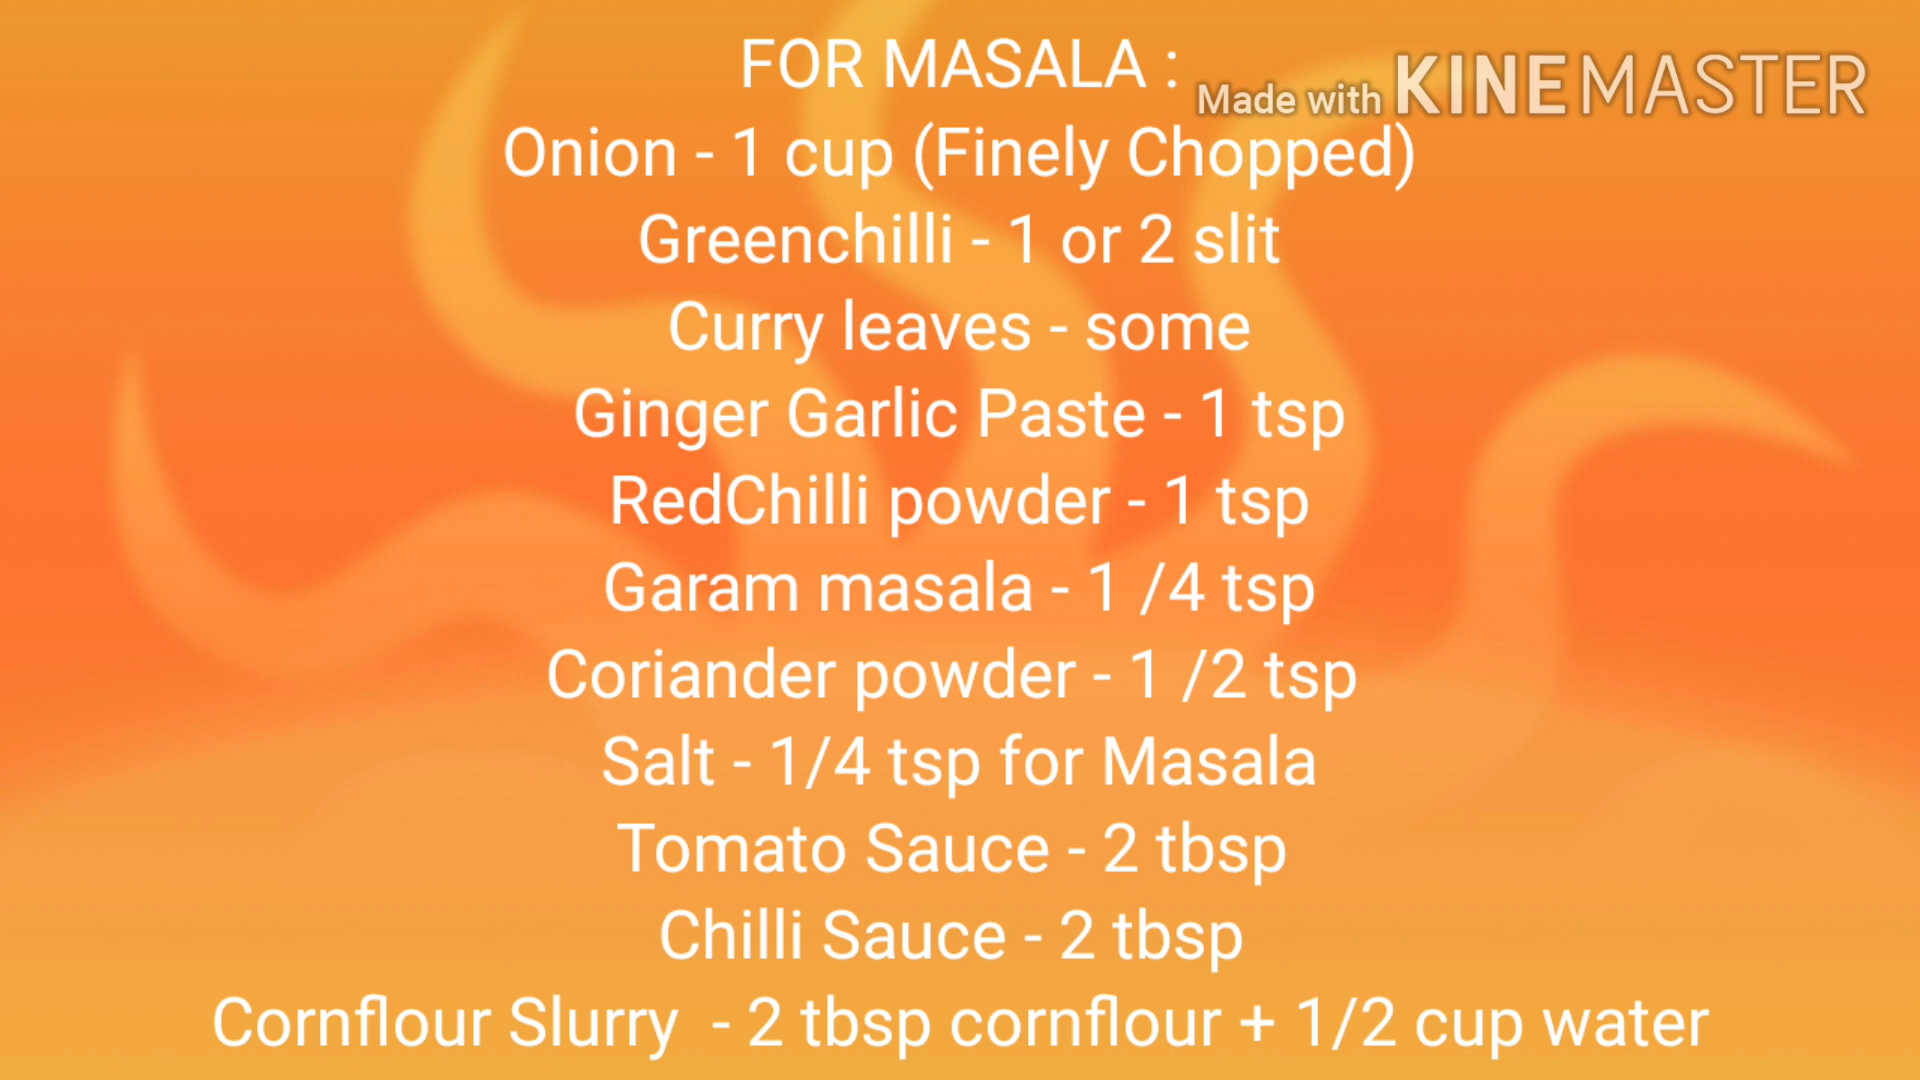 FOR MASALA :
Made with KINEMASTER
Onion - 1 cup (Finely Chopped)
Greenchilli - 1 or 2 slit
Curry leaves - some
Ginger Garlic Paste - 1 tsp
RedChilli powder - 1 tsp
Garam masala - 1 /4 tsp
Coriander powder - 1 /2 tsp
Salt - 1/4 tsp for Masala
Tomato Sauce - 2 tbsp
Chilli Sauce - 2 tbsp
Cornflour Slurry  - 2 tbsp cornflour + 1/2 cup water